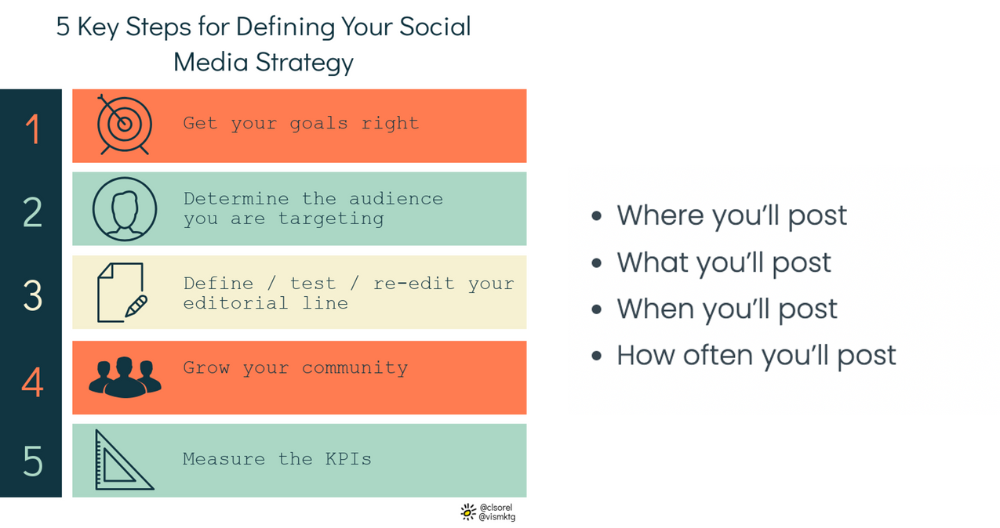 5 Key Steps for Defining Your Social
Media Strategy
1
Get your goals right
2
Determine the audience
you are targeting
3
Define / test / re-edit your
editorial line
4
Grow your community
5
Measure the KPIs
@clsorel
@vismktg
• Where you'll post
• What you'll post
• When you'll post
• How often you'll post